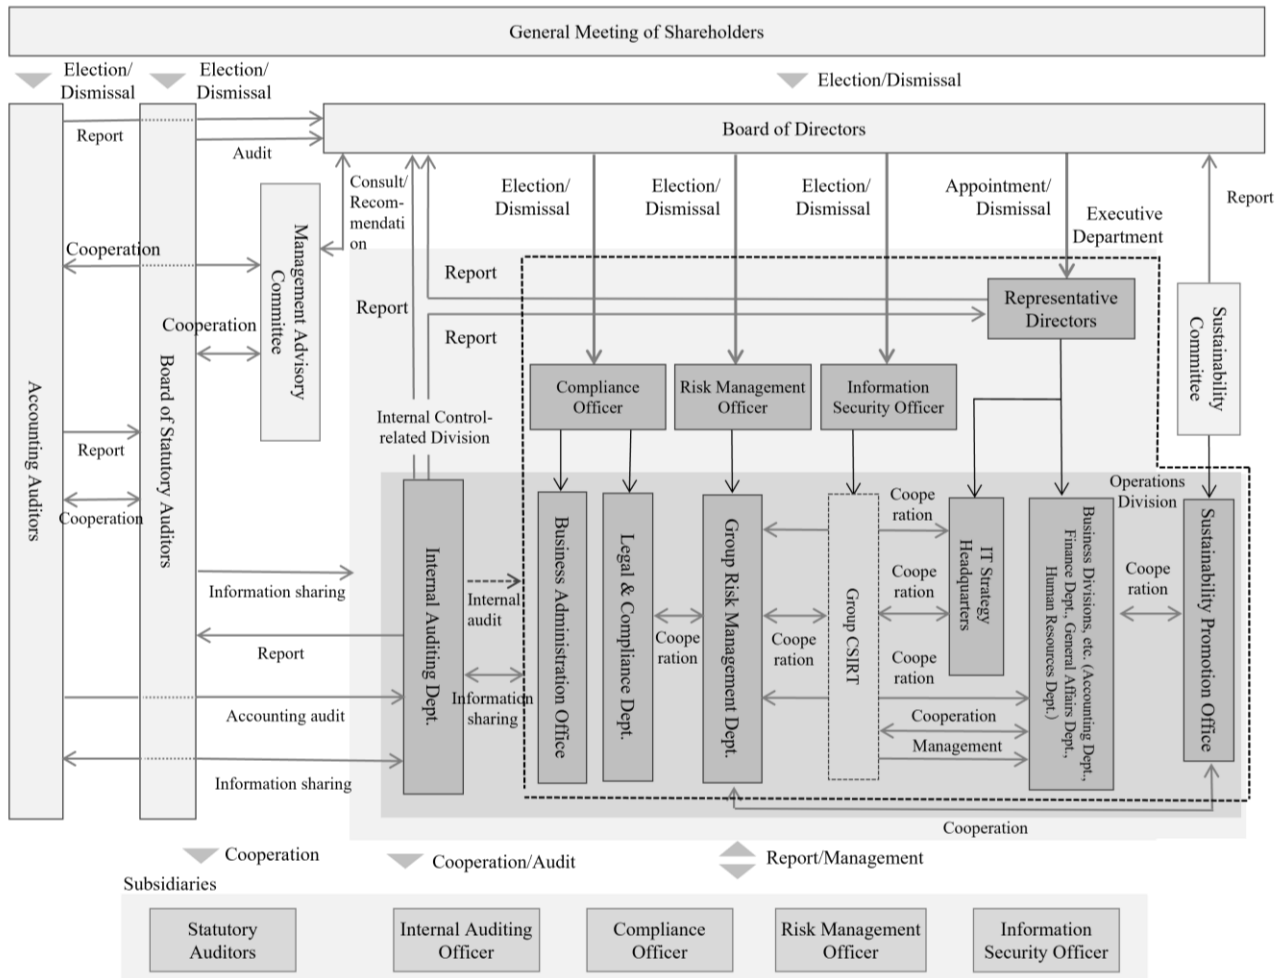 General Meeting of Shareholders
Election/
Dismissal
Election/
Dismissal
Election/Dismissal
Board of Directors
Report
Audit
Consult/
Recom-
mendati
on
Election/
Dismissal
Election/
Dismissal
Election/
Dismissal
Appointment/
Dismissal
Executive
Department
Report
Cooperation
Management Advisory
Committee
Cooperation
Report
Report
Report
Representative
Directors
Sustainability
Committee
Accounting Auditors
Board of Statutory Auditors
Compliance
Officer
Risk Management
Officer
Information
Security Officer
Internal Control-
related Division
Report
Cooperation
Operations
Division
Internal Auditing Dept.
Business Administration Office
Legal & Compliance Dept.
Group Risk Management Dept.
Group CSIRT
IT Strategy
Headquarters
Business Divisions, etc. (Accounting Dept.,
Finance Dept., General Affairs Dept.,
Human Resources Dept.)
Sustainability Promotion Office
Coope
ration
Coope
ration
Coope
ration
Coope
ration
Coope
ration
Coope
ration
Cooperation
Management
Information sharing
Internal
audit
Report
Information
sharing
Accounting audit
Information sharing
Cooperation
Cooperation
Cooperation/Audit
Report/Management
Subsidiaries
Statutory
Auditors
Internal Auditing
Officer
Compliance
Officer
Risk Management
Officer
Information
Security Officer